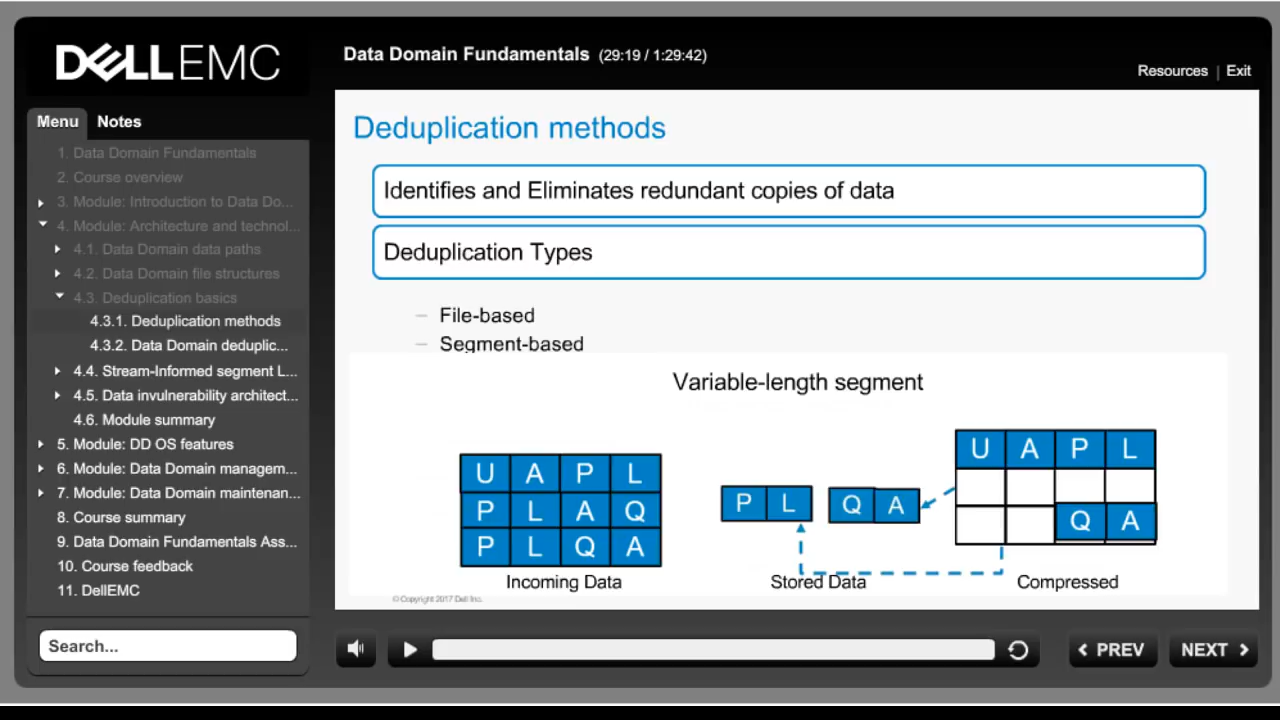 DELLEMC
Data Domain Fundamentals (29:19 / 1:29:42)
Resources | Exit
Menu Notes
1. Data Domain Fundamentals
2. Course overview
3. Module: Introduction to Data Do...
4. Module: Architecture and technol...
4.1. Data Domain data paths
4.2. Data Domain file structures
4.3. Deduplication basics
4.3.1. Deduplication methods
4.3.2. Data Domain deduplic...
4.4. Stream-Informed segment L...
4.5. Data invulnerability architect...
4.6. Module summary
5. Module: DD OS features
6. Module: Data Domain managem...
7. Module: Data Domain maintenan...
8. Course summary
9. Data Domain Fundamentals Ass...
10. Course feedback
11. DellEMC
Search...
Deduplication methods
Identifies and Eliminates redundant copies of data
Deduplication Types
– File-based
– Segment-based
Variable-length segment
U A P L
P L A Q
P L Q A
Incoming Data
P L Q A
Stored Data
U A P L
Q A
Compressed
© Copyright 2017 Dell Inc.
PREV
NEXT